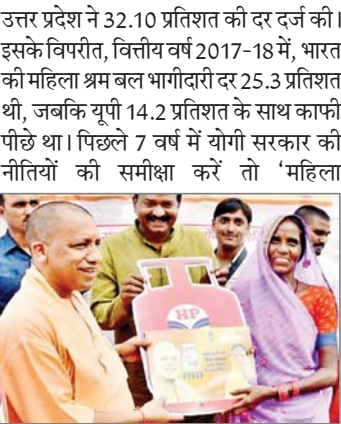 उत्तर प्रदेश ने 32.10 प्रतिशत की दर दर्ज की।
इसके विपरीत, वित्तीय वर्ष 2017-18 में, भारत
की महिला श्रम बल भागीदारी दर 25.3 प्रतिशत
थी, जबकि यूपी 14.2 प्रतिशत के साथ काफी
पीछे था। पिछले 7 वर्ष में योगी सरकार की
नीतियों की समीक्षा करें तो ‘महिला
HP